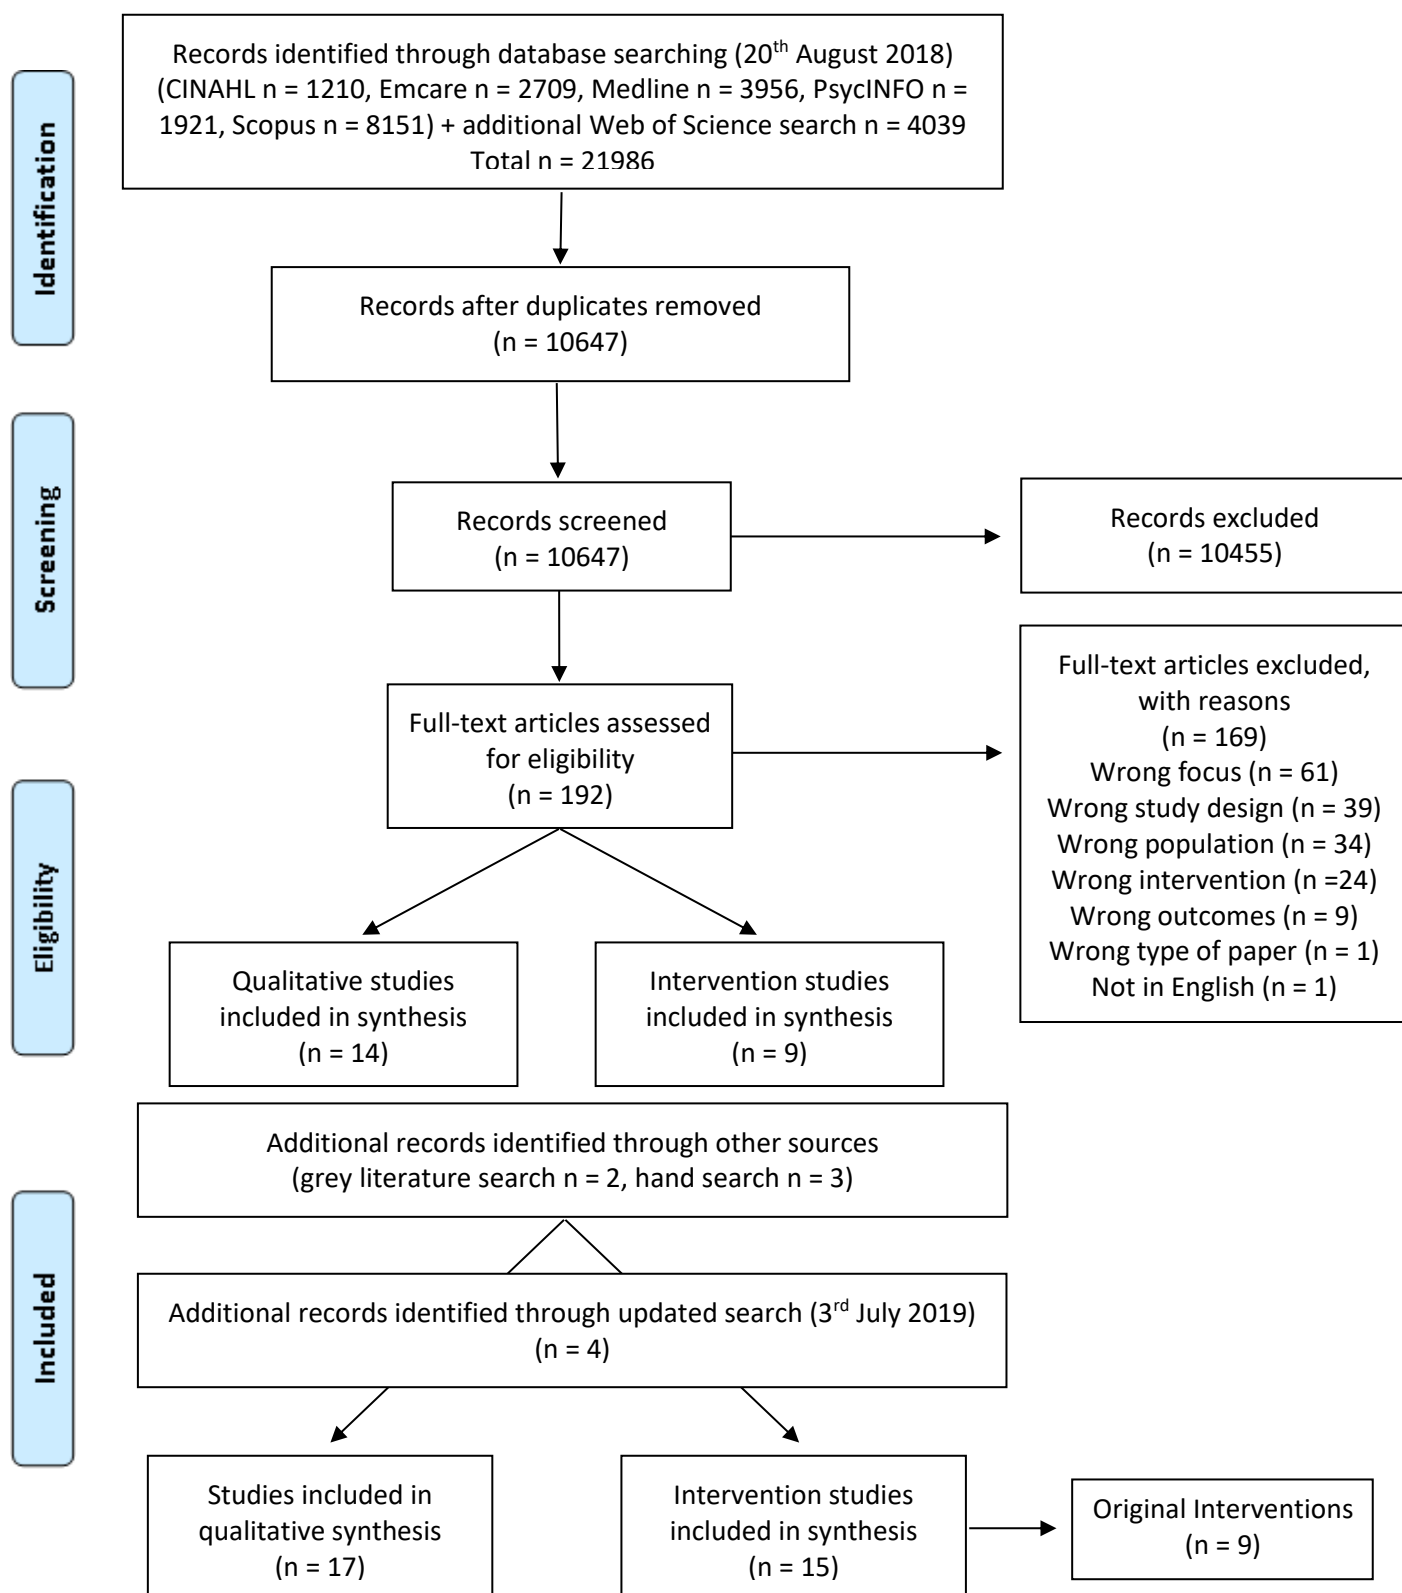 Identification
Records identified through database searching (20th August 2018)
(CINAHL n = 1210, Emcare n = 2709, Medline n = 3956, PsycINFO n =
1921, Scopus n = 8151) + additional Web of Science search n = 4039
Total n = 21986
Records after duplicates removed
(n = 10647)
Screening
Records screened
(n = 10647)
Records excluded
(n = 10455)
Eligibility
Full-text articles assessed
for eligibility
(n = 192)
Full-text articles excluded,
with reasons
(n = 169)
Wrong focus (n = 61)
Wrong study design (n = 39)
Wrong population (n = 34)
Wrong intervention (n =24)
Wrong outcomes (n = 9)
Wrong type of paper (n = 1)
Not in English (n = 1)
Qualitative studies
included in synthesis
(n = 14)
Intervention studies
included in synthesis
(n = 9)
Included
Additional records identified through other sources
(grey literature search n = 2, hand search n = 3)
Additional records identified through updated search (3rd July 2019)
(n = 4)
Studies included in
qualitative synthesis
(n = 17)
Intervention studies
included in synthesis
(n = 15)
Original Interventions
(n = 9)